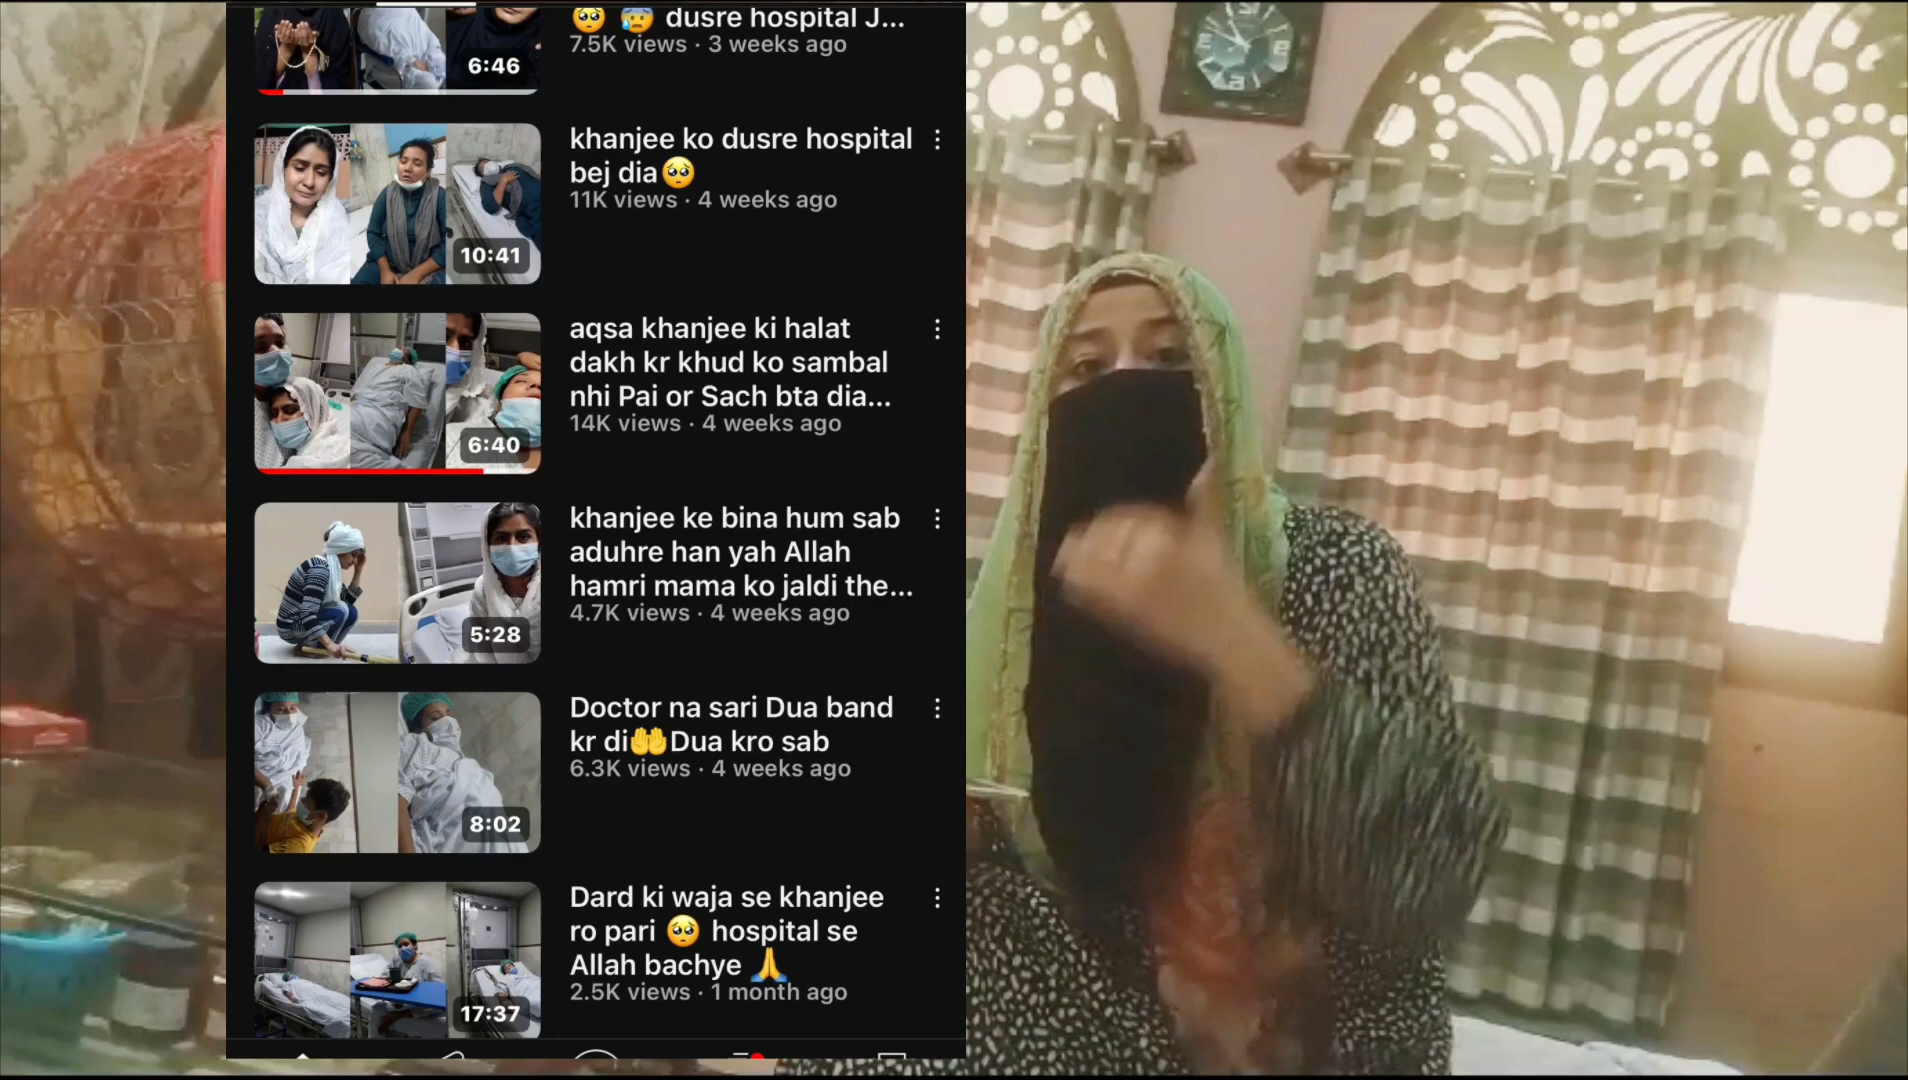 🥺 😰 dusre hospital J...
7.5K views · 3 weeks ago
6:46
khanjee ko dusre hospital
bej dia🥺
11K views · 4 weeks ago
10:41
aqsa khanjee ki halat
dakh kr khud ko sambal
nhi Pai or Sach bta dia...
14K views · 4 weeks ago
6:40
khanjee ke bina hum sab
aduhre han yah Allah
hamri mama ko jaldi the...
4.7K views · 4 weeks ago
5:28
Doctor na sari Dua band
kr di🤲Dua kro sab
6.3K views · 4 weeks ago
8:02
Dard ki waja se khanjee
ro pari 🥺 hospital se
Allah bachye 🙏
2.5K views · 1 month ago
17:37